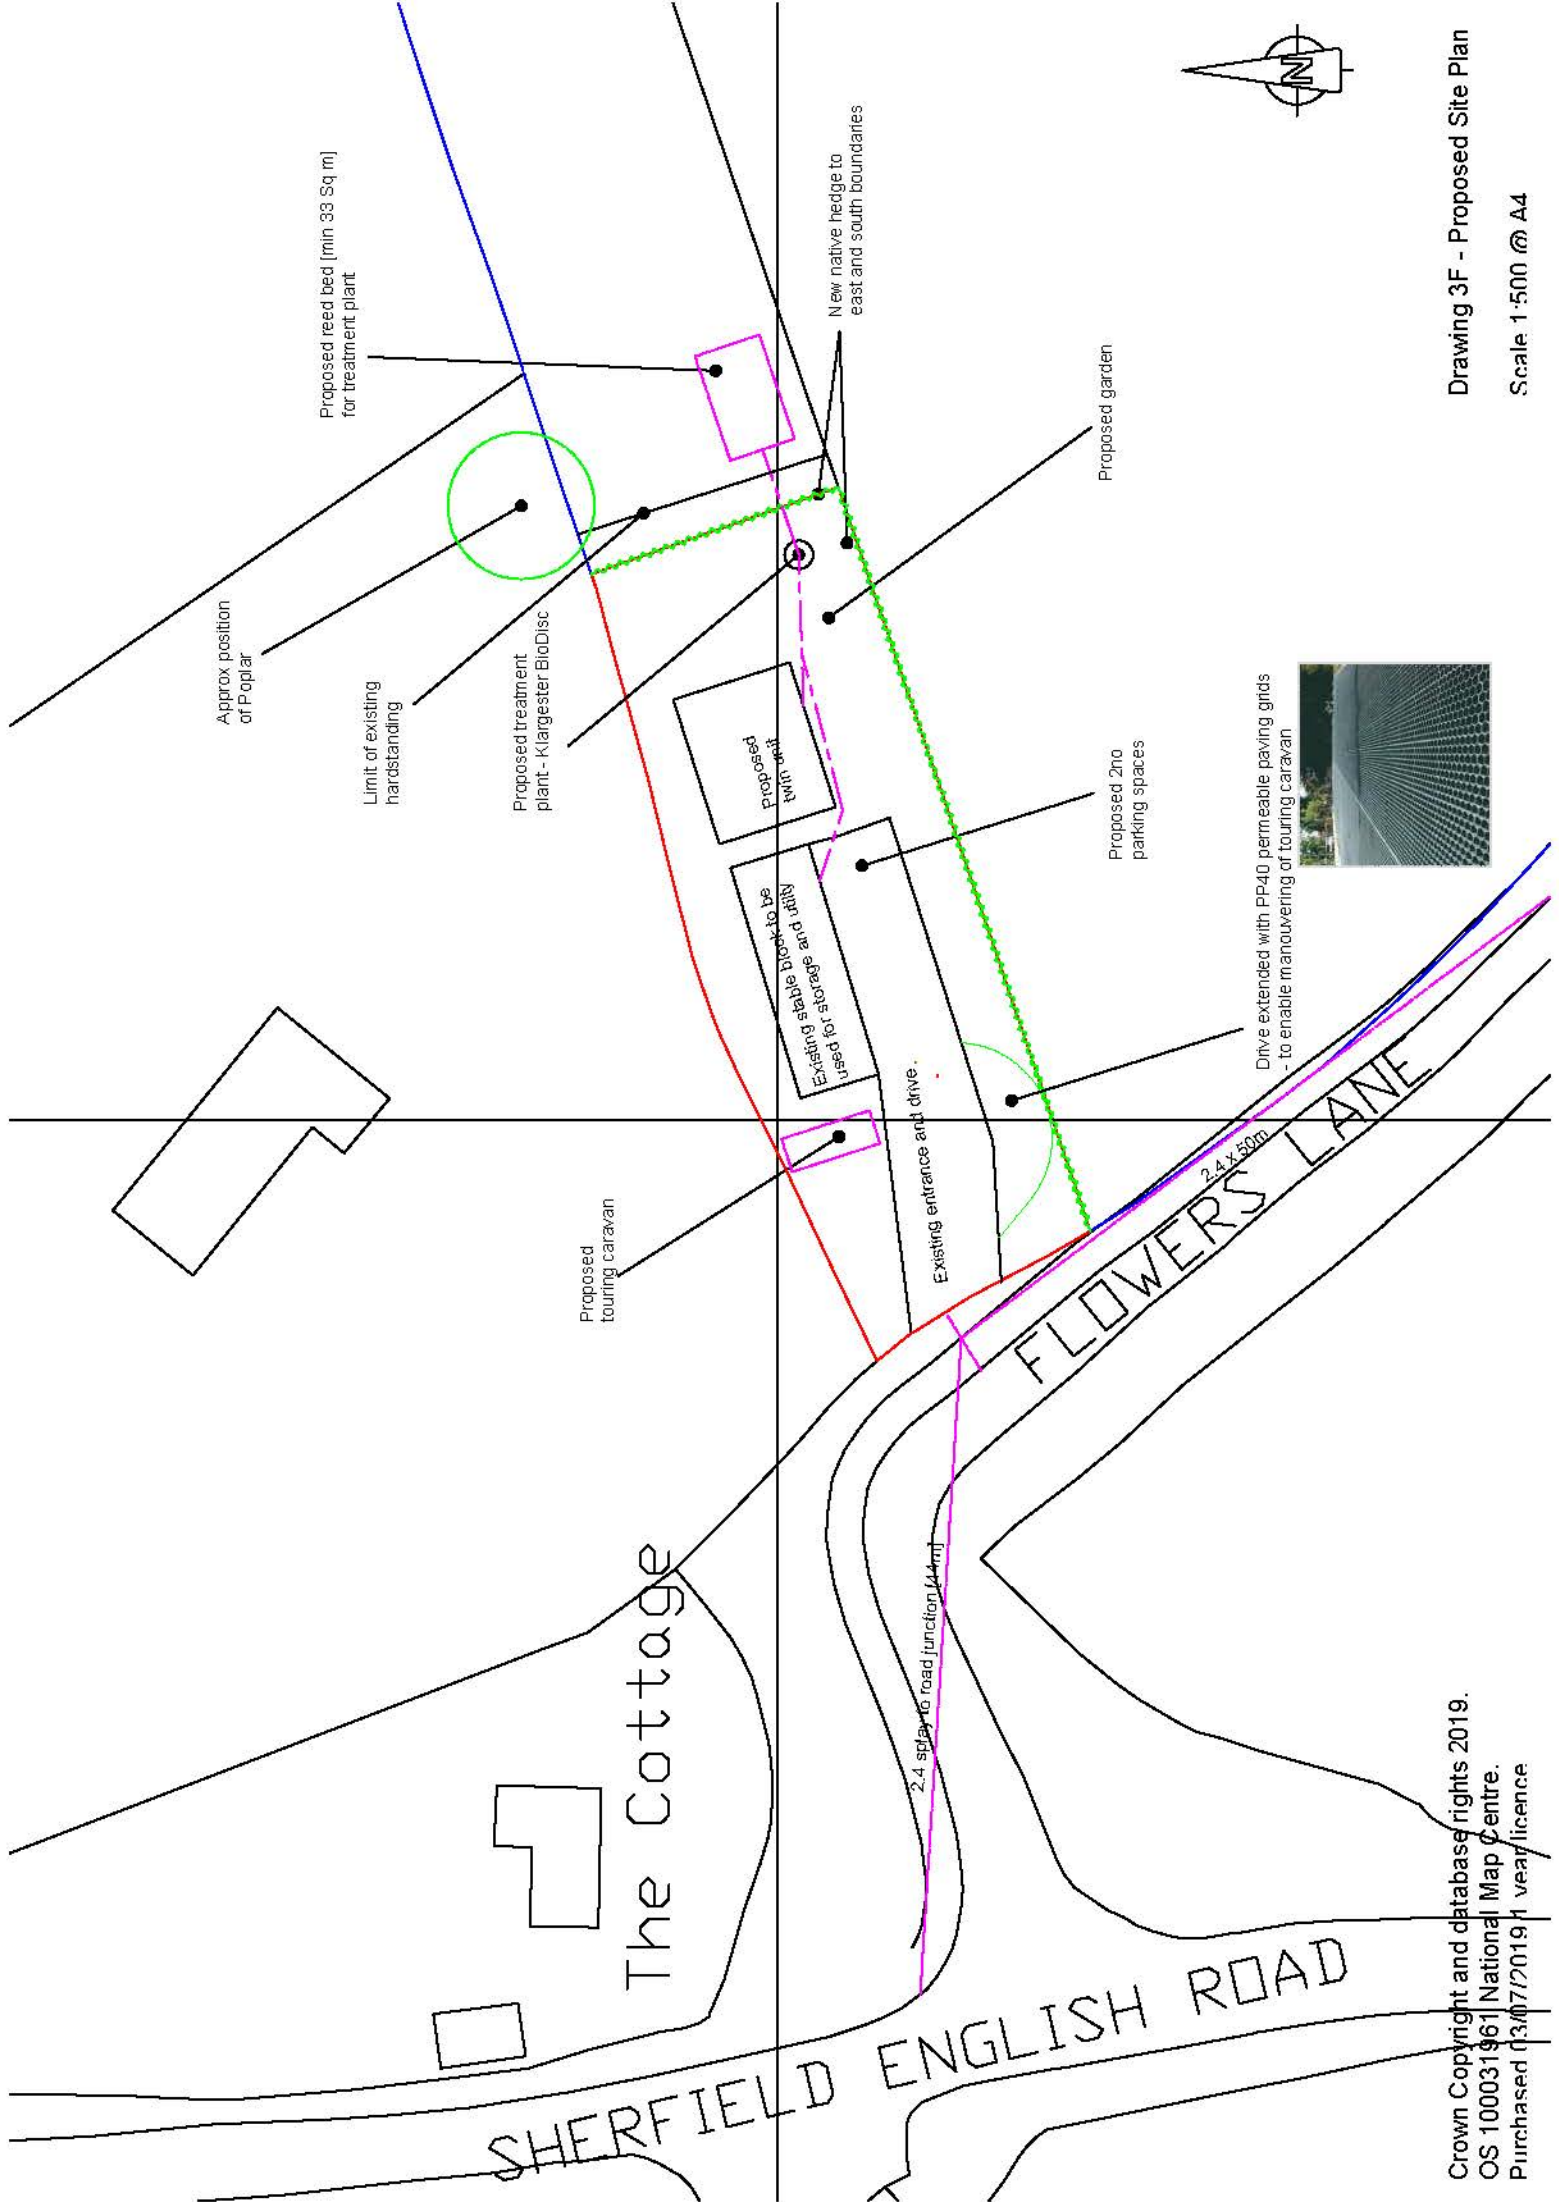 Proposed reed bed [min 33 Sq m]
for treatment plant
Approx position
of Poplar
Limit of existing
hardstanding
Proposed treatment
plant - Klargester BioDisc
New native hedge to
east and south boundaries
Proposed garden
Proposed
twin unit
Existing stable block to be
used for storage and utility
Proposed 2no
parking spaces
Proposed
touring caravan
Existing entrance and drive.
Drive extended with PP40 permeable paving grids
- to enable manouvering of touring caravan
The Cottage
2.4 splay to road junction [44m]
2.4 x 50m
FLOWERS LANE
SHERFIELD ENGLISH ROAD
N
Drawing 3F - Proposed Site Plan
Scale 1:500 @ A4
Crown Copyright and database rights 2019.
OS 100031961 National Map Centre.
Purchased 03/07/2019 1 year licence